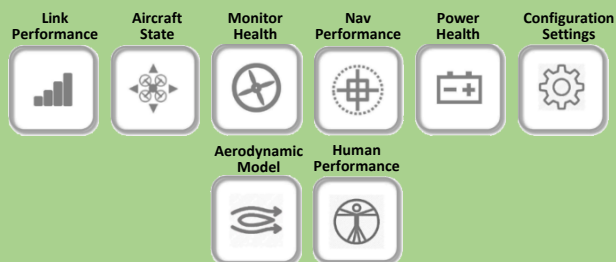 Link
Performance
Aircraft
State
Monitor
Health
Nav
Performance
Power
Health
Configuration
Settings
Aerodynamic
Model
Human
Performance